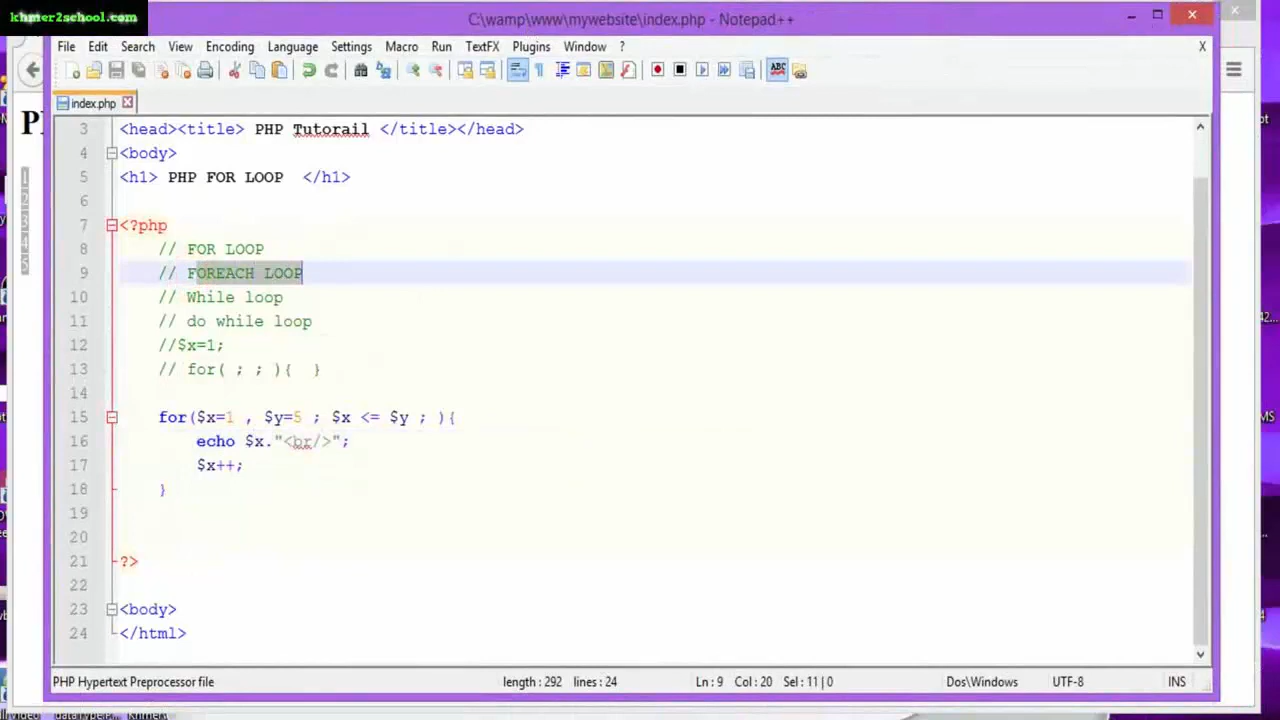 khmer2school.com
C:\wamp\www\mywebsite\index.php - Notepad++
File Edit Search View Encoding Language Settings Macro Run TextFX Plugins Window ? X
index.php
3 <head><title> PHP Tutorail </title></head>
4 <body>
5 <h1> PHP FOR LOOP </h1>
6
7 <?php
8 // FOR LOOP
9 // FOREACH LOOP
10 // While loop
11 // do while loop
12 //$x=1;
13 // for( ; ; ){ }
14
15 for($x=1 , $y=5 ; $x <= $y ; ){
16 echo $x."<br/>";
17 $x++;
18 }
19
20
21 ?>
22
23 <body>
24 </html>
PHP Hypertext Preprocessor file length : 292 lines : 24 Ln : 9 Col : 20 Sel : 11 | 0 Dos\Windows UTF-8 INS
1
2
3
4
5